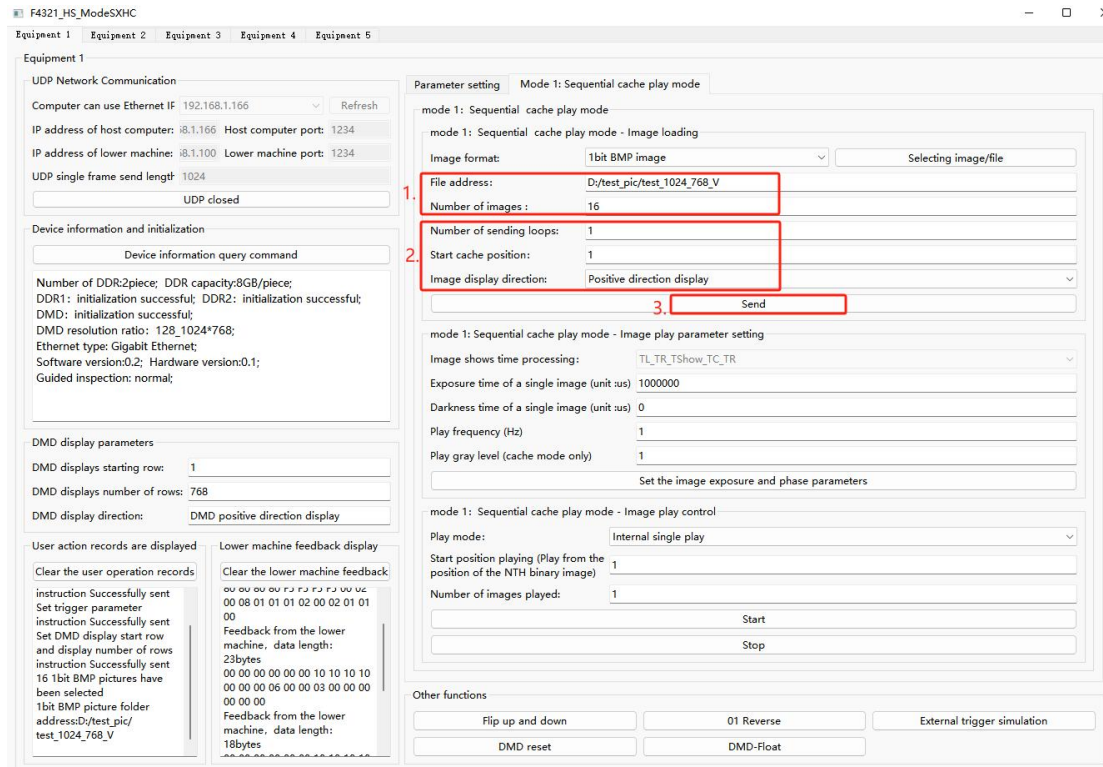 F4321_HS_ModeSXHC
Equipment 1 Equipment 2 Equipment 3 Equipment 4 Equipment 5
Equipment 1
UDP Network Communication
Computer can use Ethernet IF 192.168.1.166 Refresh
IP address of host computer: 58.1.166 Host computer port: 1234
IP address of lower machine: 58.1.100 Lower machine port: 1234
UDP single frame send length 1024
UDP closed
Device information and initialization
Device information query command
Number of DDR:2piece; DDR capacity:8GB/piece;
DDR1: initialization successful; DDR2: initialization successful;
DMD: initialization successful;
DMD resolution ratio: 128_1024*768;
Ethernet type: Gigabit Ethernet;
Software version:0.2; Hardware version:0.1;
Guided inspection: normal;
DMD display parameters
DMD displays starting row: 1
DMD displays number of rows: 768
DMD display direction: DMD positive direction display
User action records are displayed
Clear the user operation records
instruction Successfully sent
Set trigger parameter
instruction Successfully sent
Set DMD display start row
and display number of rows
instruction Successfully sent
16 1bit BMP pictures have
been selected
1bit BMP picture folder
address:D:/test_pic/
test_1024_768_V
Lower machine feedback display
Clear the lower machine feedback
00 08 01 01 01 02 00 02 01 01
00
Feedback from the lower
machine, data length:
23bytes
00 00 00 00 00 00 10 10 10 10
00 00 00 06 00 00 03 00 00 00
00 00 00
Feedback from the lower
machine, data length:
18bytes
Parameter setting Mode 1: Sequential cache play mode
mode 1: Sequential cache play mode
mode 1: Sequential cache play mode - Image loading
Image format: 1bit BMP image Selecting image/file
1.
File address: D:/test_pic/test_1024_768_V
Number of images : 16
2.
Number of sending loops: 1
Start cache position: 1
Image display direction: Positive direction display
3. Send
mode 1: Sequential cache play mode - Image play parameter setting
Image shows time processing: TL_TR_TShow_TC_TR
Exposure time of a single image (unit :us) 1000000
Darkness time of a single image (unit :us) 0
Play frequency (Hz) 1
Play gray level (cache mode only) 1
Set the image exposure and phase parameters
mode 1: Sequential cache play mode - Image play control
Play mode: Internal single play
Start position playing (Play from the
position of the NTH binary image) 1
Number of images played: 1
Start
Stop
Other functions
Flip up and down 01 Reverse External trigger simulation
DMD reset DMD-Float